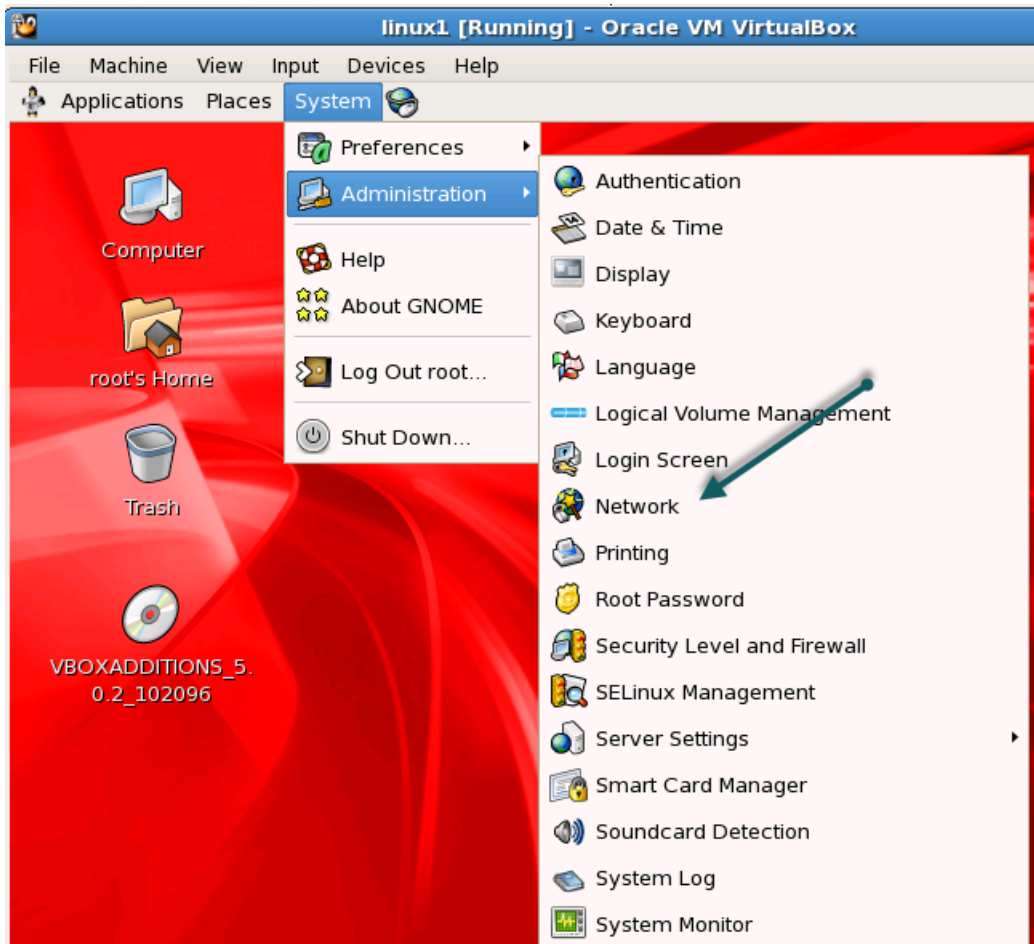 linux1 [Running] - Oracle VM VirtualBox
File Machine View Input Devices Help
Applications Places System
Preferences
Administration
Help
About GNOME
Log Out root...
Shut Down...
Authentication
Date & Time
Display
Keyboard
Language
Logical Volume Management
Login Screen
Network
Printing
Root Password
Security Level and Firewall
SELinux Management
Server Settings
Smart Card Manager
Soundcard Detection
System Log
System Monitor
Computer
root's Home
Trash
VBOXADDITIONS_5.
0.2_102096